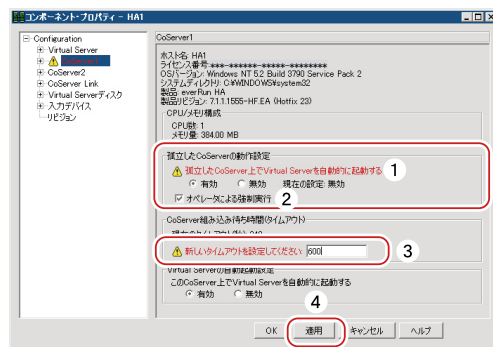 コンポーネント・プロパティ - HA1
Configuration
Virtual Server
CoServer1
CoServer2
CoServer Link
Virtual Serverディスク
入力デバイス
リビジョン
CoServer1
ホスト名: HA1
ライセンス番号: ***-******-*****-*********
OS/バージョン: Windows NT 5.2 Build 3790 Service Pack 2
システムディレクトリ: C:¥WINDOWS¥system32
製品: everRun HA
製品リビジョン: 7.1.1.1555-HF.EA (Hotfix 23)
CPU/メモリ構成
CPU数: 1
メモリ量: 384.00 MB
孤立したCoServerの動作設定
孤立したCoServer上でVirtual Serverを自動的に起動する 1
有効 無効 現在の設定: 無効
オペレータによる強制実行 2
CoServer組み込み待ち時間(タイムアウト)
新しいタイムアウトを設定してください: 600 3
Virtual Serverの自動起動設定
このCoServer上でVirtual Serverを自動的に起動する
有効 無効
4
OK 適用 キャンセル ヘルプ